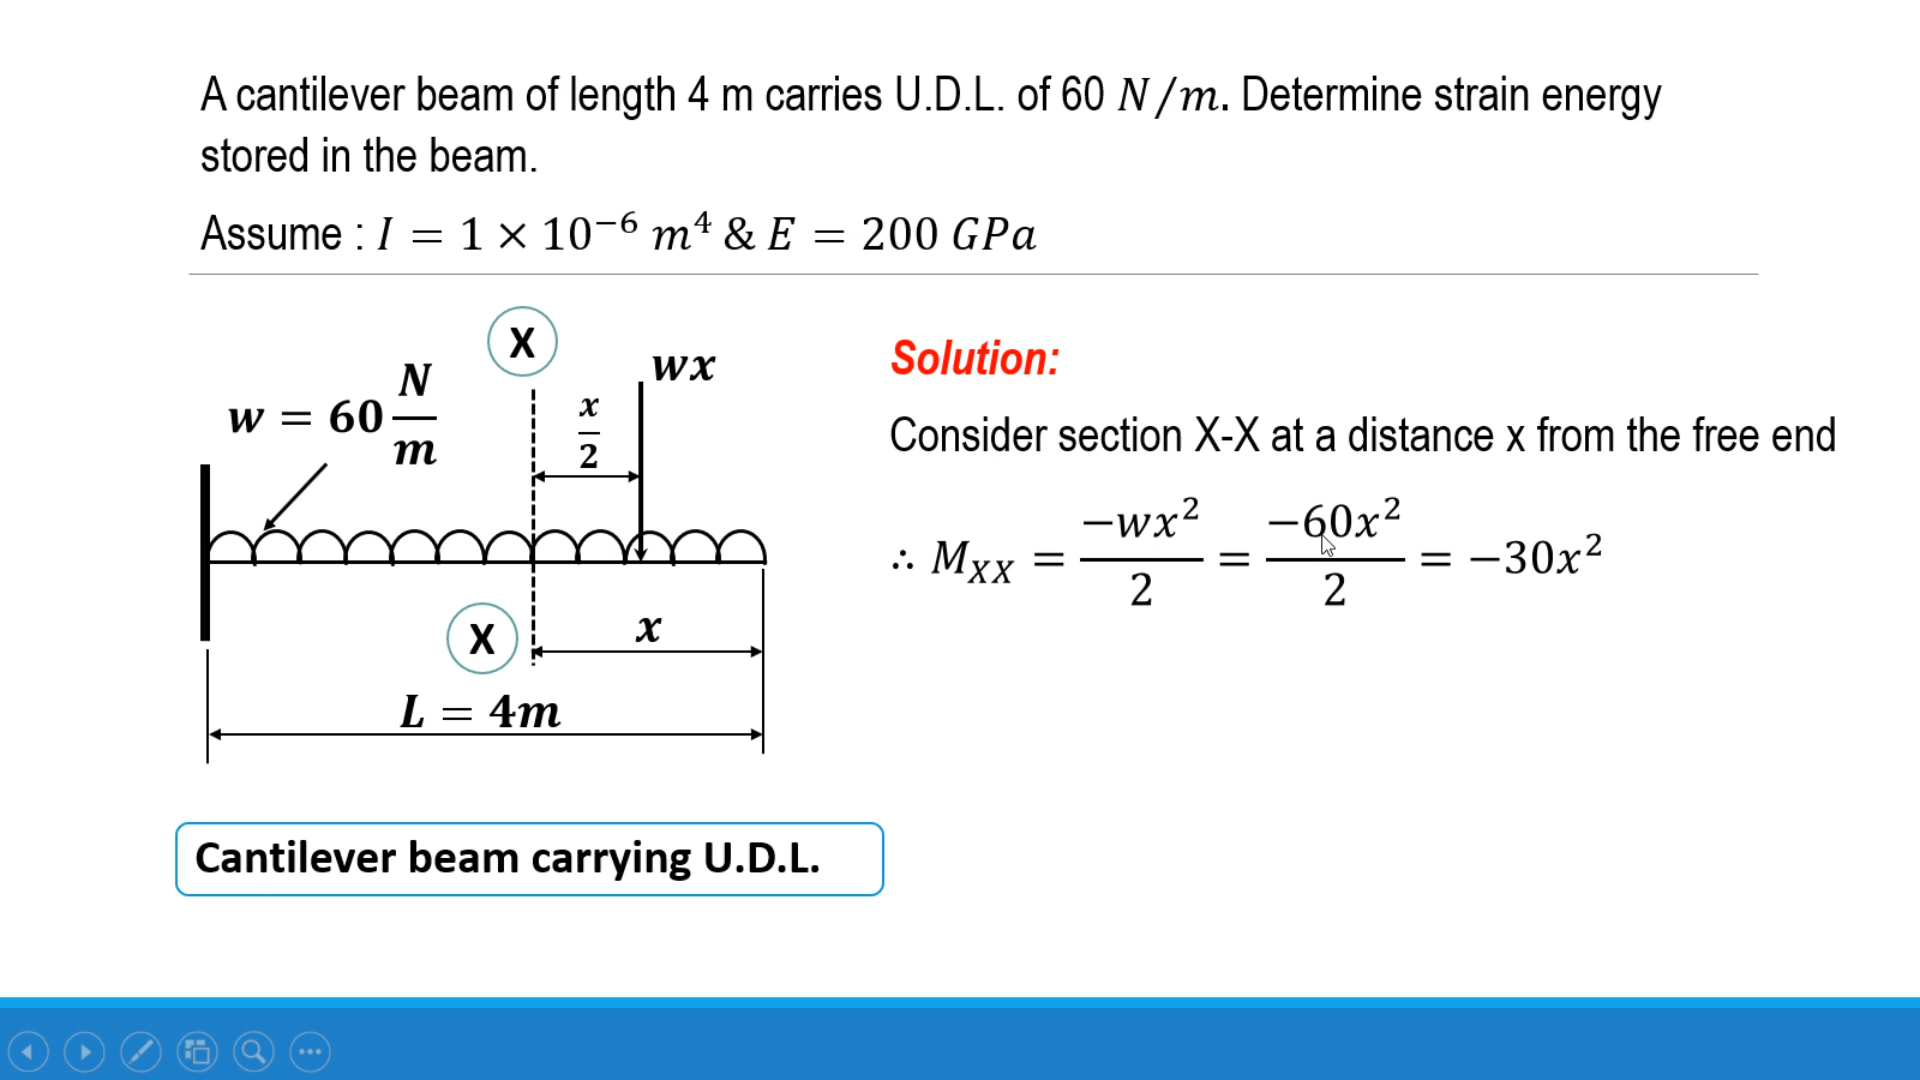 A cantilever beam of length 4 m carries U.D.L. of 60 N/m. Determine strain energy
stored in the beam.
Assume : I = 1 × 10⁻⁶ m⁴ & E = 200 GPa
X
wx
w = 60 N/m
x/2
Solution:
Consider section X-X at a distance x from the free end
∴ M_XX = −wx²/2 = −60x²/2 = −30x²
X
x
L = 4m
Cantilever beam carrying U.D.L.